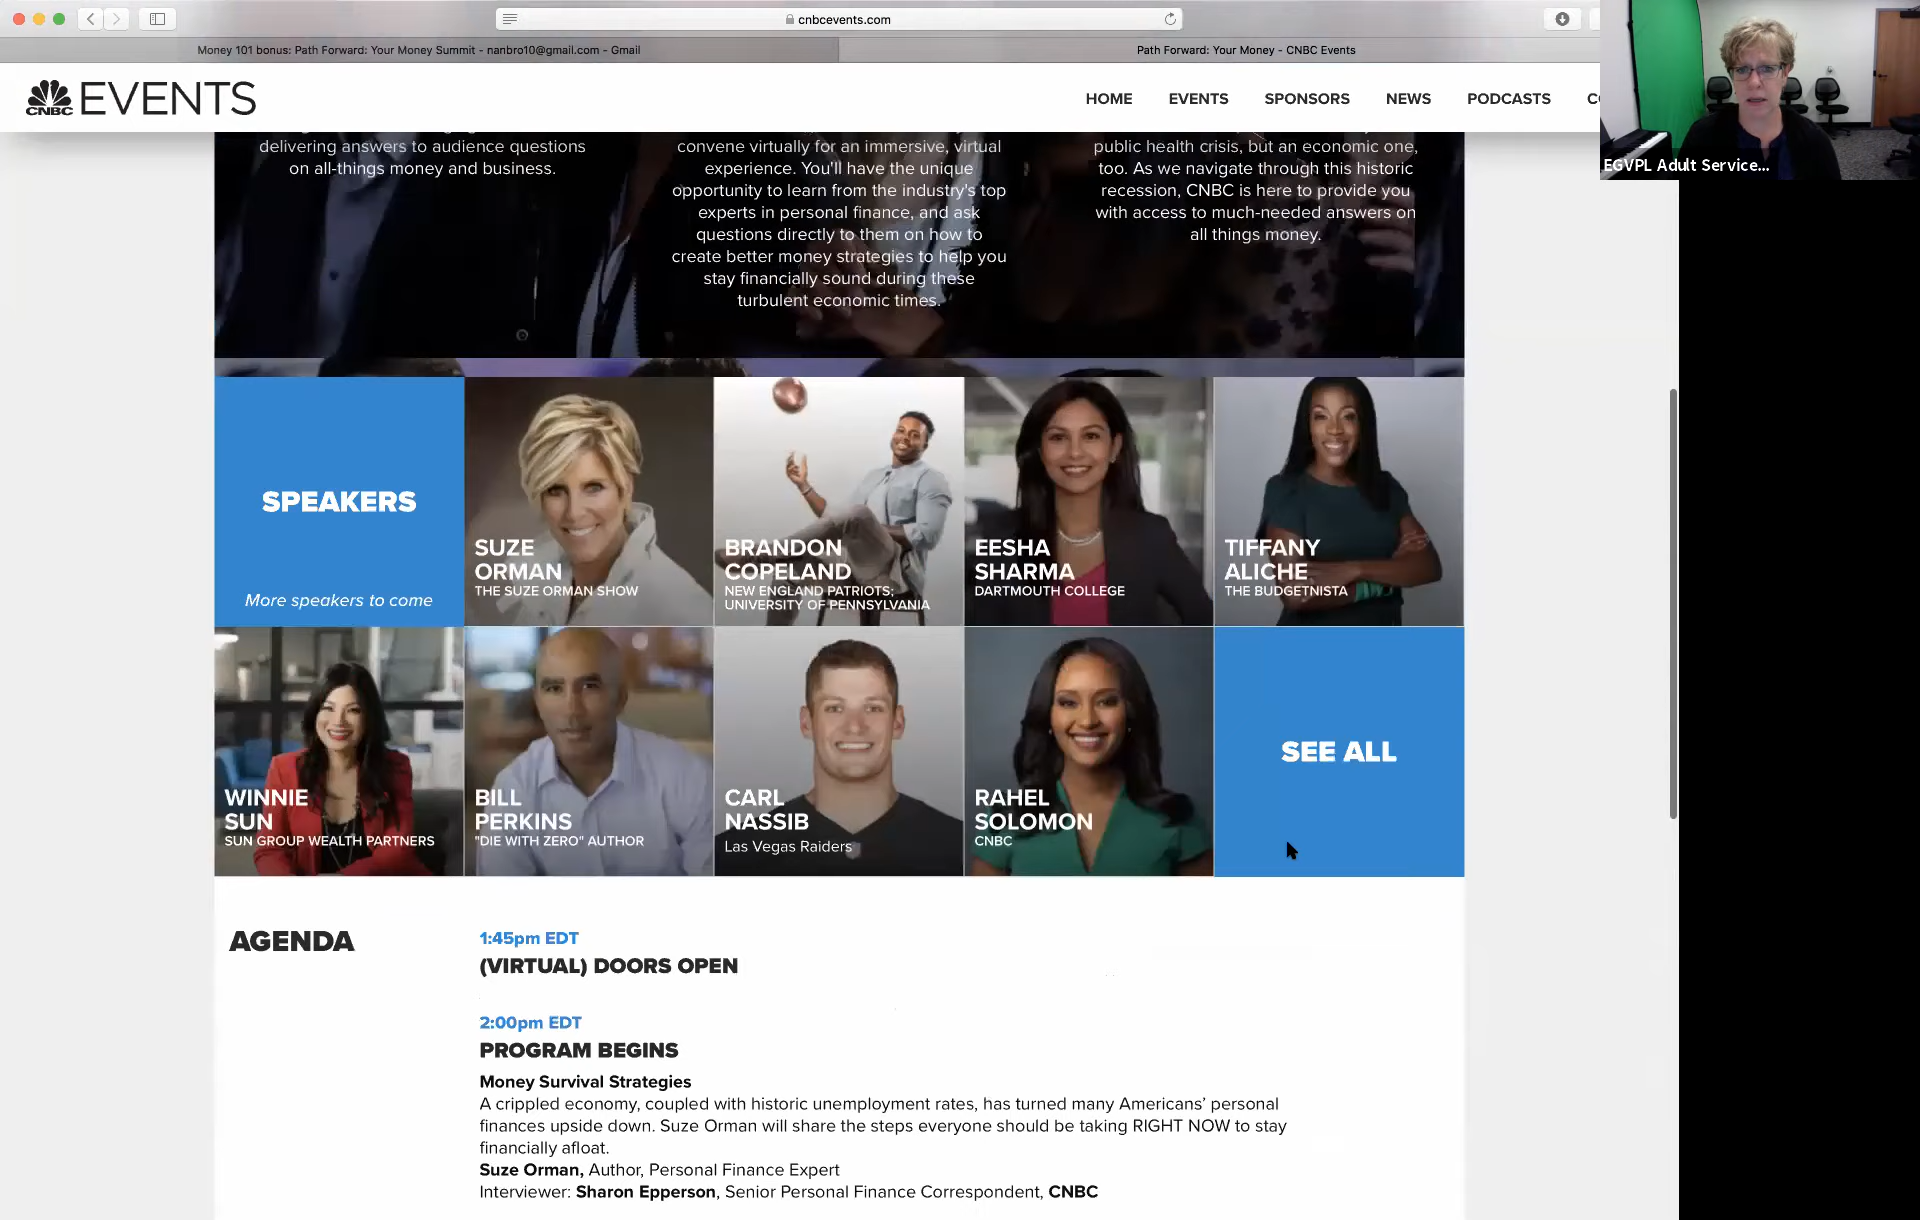 cnbcevents.com
Money 101 bonus: Path Forward: Your Money Summit - nanbro10@gmail.com - Gmail
Path Forward: Your Money - CNBC Events
CNBC EVENTS
HOME EVENTS SPONSORS NEWS PODCASTS
EGVPL Adult Service...
delivering answers to audience questions
on all-things money and business.
convene virtually for an immersive, virtual
experience. You'll have the unique
opportunity to learn from the industry's top
experts in personal finance, and ask
questions directly to them on how to
create better money strategies to help you
stay financially sound during these
turbulent economic times.
public health crisis, but an economic one,
too. As we navigate through this historic
recession, CNBC is here to provide you
with access to much-needed answers on
all things money.
SPEAKERS
More speakers to come
SUZE
ORMAN
THE SUZE ORMAN SHOW
BRANDON
COPELAND
NEW ENGLAND PATRIOTS;
UNIVERSITY OF PENNSYLVANIA
EESHA
SHARMA
DARTMOUTH COLLEGE
TIFFANY
ALICHE
THE BUDGETNISTA
WINNIE
SUN
SUN GROUP WEALTH PARTNERS
BILL
PERKINS
"DIE WITH ZERO" AUTHOR
CARL
NASSIB
Las Vegas Raiders
RAHEL
SOLOMON
CNBC
SEE ALL
AGENDA
1:45pm EDT
(VIRTUAL) DOORS OPEN
2:00pm EDT
PROGRAM BEGINS
Money Survival Strategies
A crippled economy, coupled with historic unemployment rates, has turned many Americans' personal
finances upside down. Suze Orman will share the steps everyone should be taking RIGHT NOW to stay
financially afloat.
Suze Orman, Author, Personal Finance Expert
Interviewer: Sharon Epperson, Senior Personal Finance Correspondent, CNBC